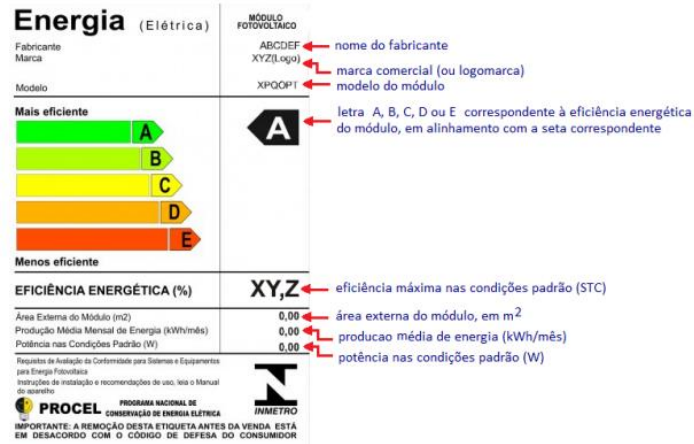 Energia (Elétrica) MÓDULO FOTOVOLTAICO
Fabricante ABCDEF nome do fabricante
Marca XYZ(Logo) marca comercial (ou logomarca)
Modelo XPQOPT modelo do módulo
Mais eficiente
A letra A, B, C, D ou E correspondente à eficiência energética
do módulo, em alinhamento com a seta correspondente
A
B
C
D
E
Menos eficiente
EFICIÊNCIA ENERGÉTICA (%) XY,Z eficiência máxima nas condições padrão (STC)
Área Externa do Módulo (m2) 0,00 área externa do módulo, em m²
Produção Média Mensal de Energia (kWh/mês) 0,00 producao média de energia (kWh/mês)
Potência nas Condições Padrão (W) 0,00 potência nas condições padrão (W)
Requisitos de Avaliação da Conformidade para Sistemas e Equipamentos
para Energia Fotovoltaica
Instruções de instalação e recomendações de uso, leia o Manual
do aparelho
PROCEL PROGRAMA NACIONAL DE
CONSERVAÇÃO DE ENERGIA ELÉTRICA
INMETRO
IMPORTANTE: A REMOÇÃO DESTA ETIQUETA ANTES DA VENDA ESTÁ
EM DESACORDO COM O CÓDIGO DE DEFESA DO CONSUMIDOR